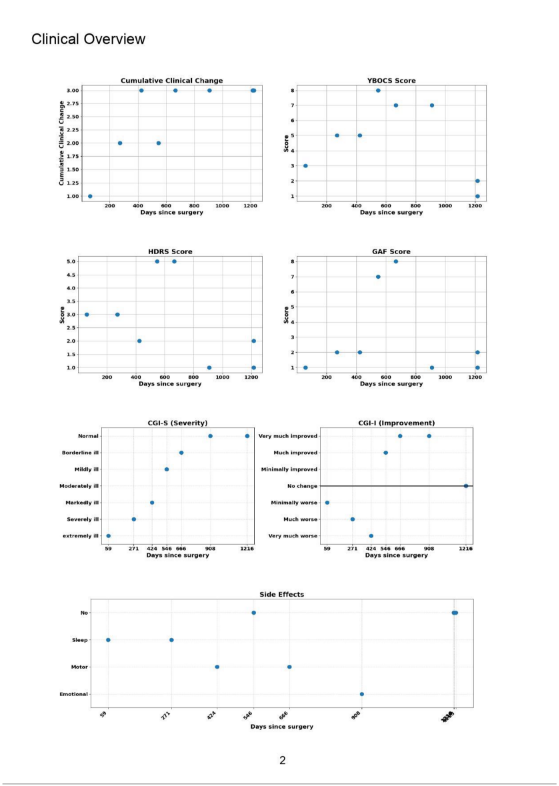 Clinical Overview
Cumulative Clinical Change
Cumulative Clinical Change
3.00
2.75
2.50
2.25
2.00
1.75
1.50
1.25
1.00
200 400 600 800 1000 1200
Days since surgery
YBOCS Score
Score
8
7
6
5
4
3
2
1
200 400 600 800 1000 1200
Days since surgery
HDRS Score
Score
5.0
4.5
4.0
3.5
3.0
2.5
2.0
1.5
1.0
200 400 600 800 1000 1200
Days since surgery
GAF Score
Score
8
7
6
5
4
3
2
1
200 400 600 800 1000 1200
Days since surgery
CGI-S (Severity)
Normal
Borderline ill
Mildly ill
Moderately ill
Markedly ill
Severely ill
extremely ill
59 271 424 546 666 908 1216
Days since surgery
CGI-I (Improvement)
Very much improved
Much improved
Minimally improved
No change
Minimally worse
Much worse
Very much worse
59 271 424 546 666 908 1216
Days since surgery
Side Effects
No
Sleep
Motor
Emotional
59 271 424 546 666 908
Days since surgery
2